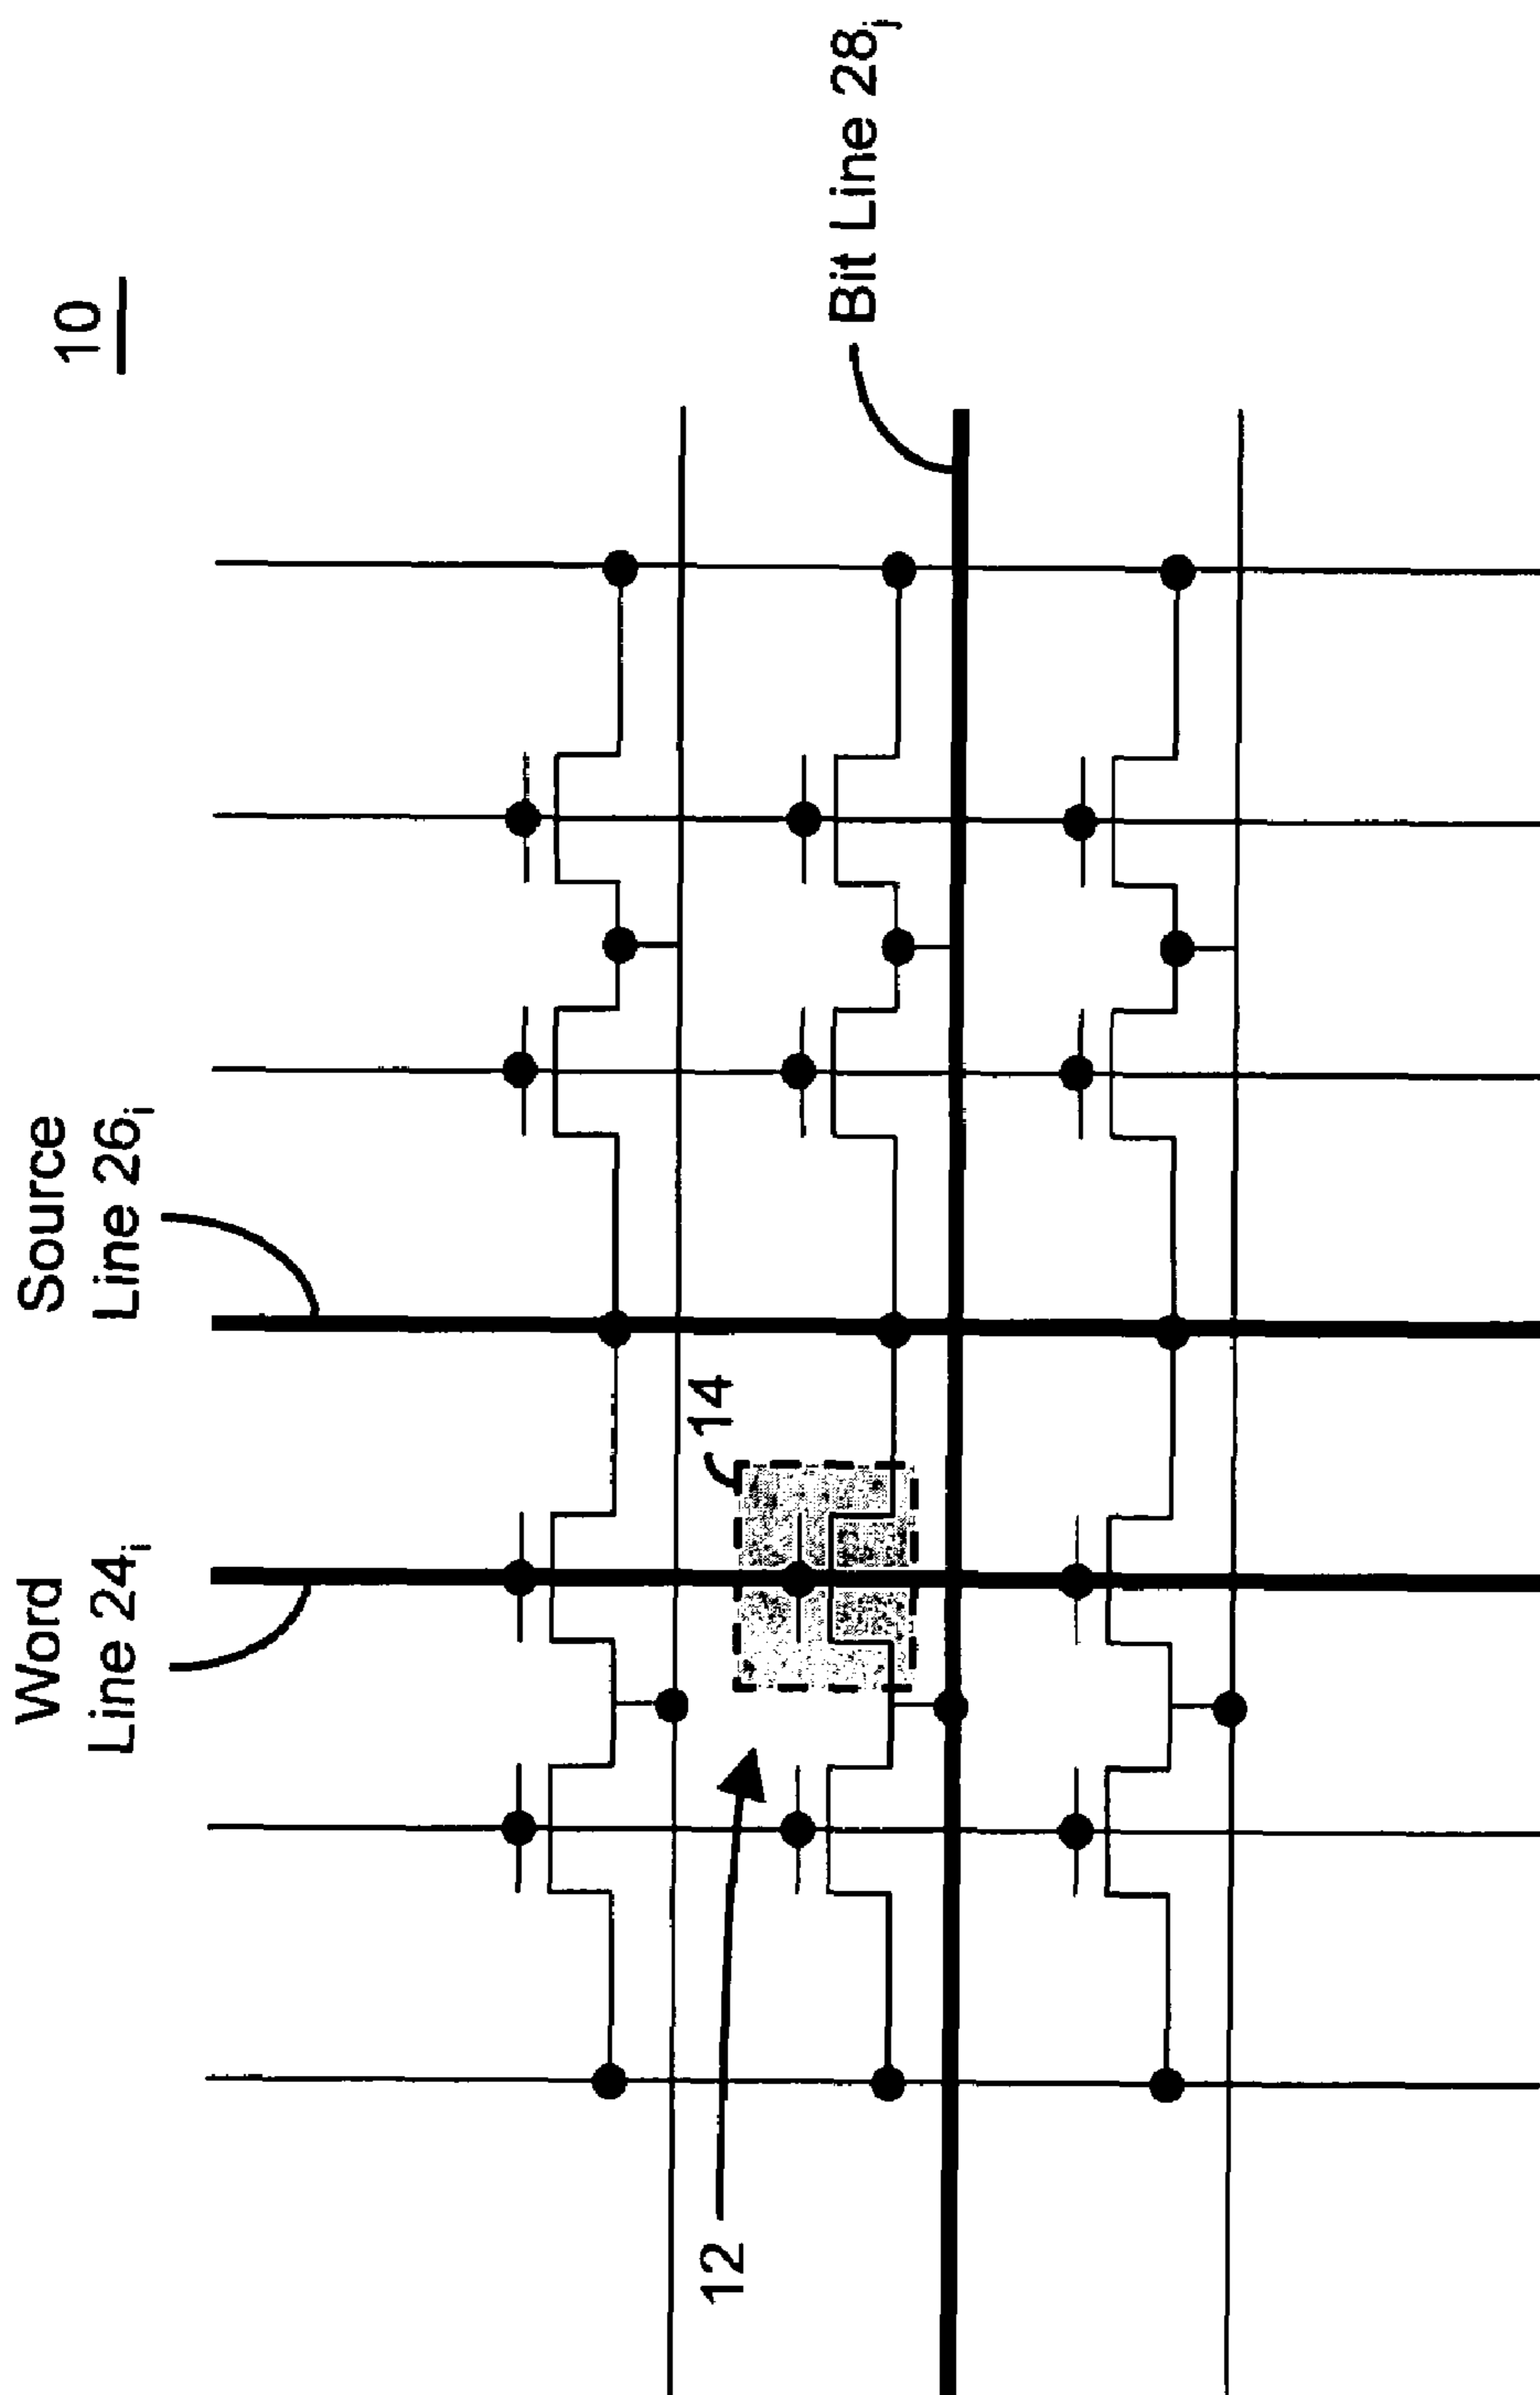 Word
Line 24ᵢ
Source
Line 26ᵢ
10
14
12
Bit Line 28ⱼ